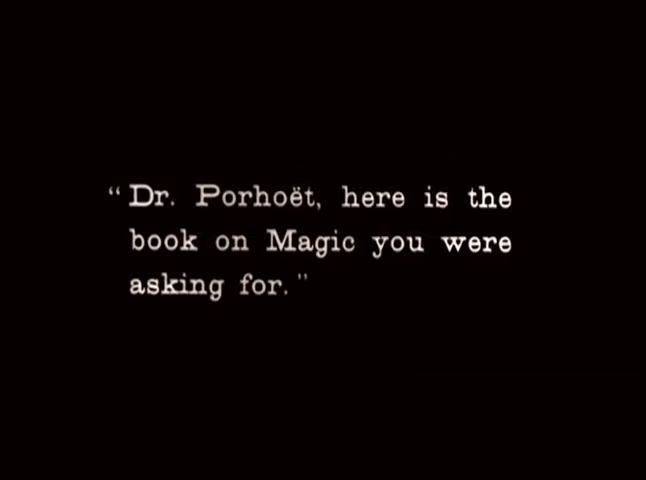 “Dr. Porhoët, here is the
book on Magic you were
asking for.”